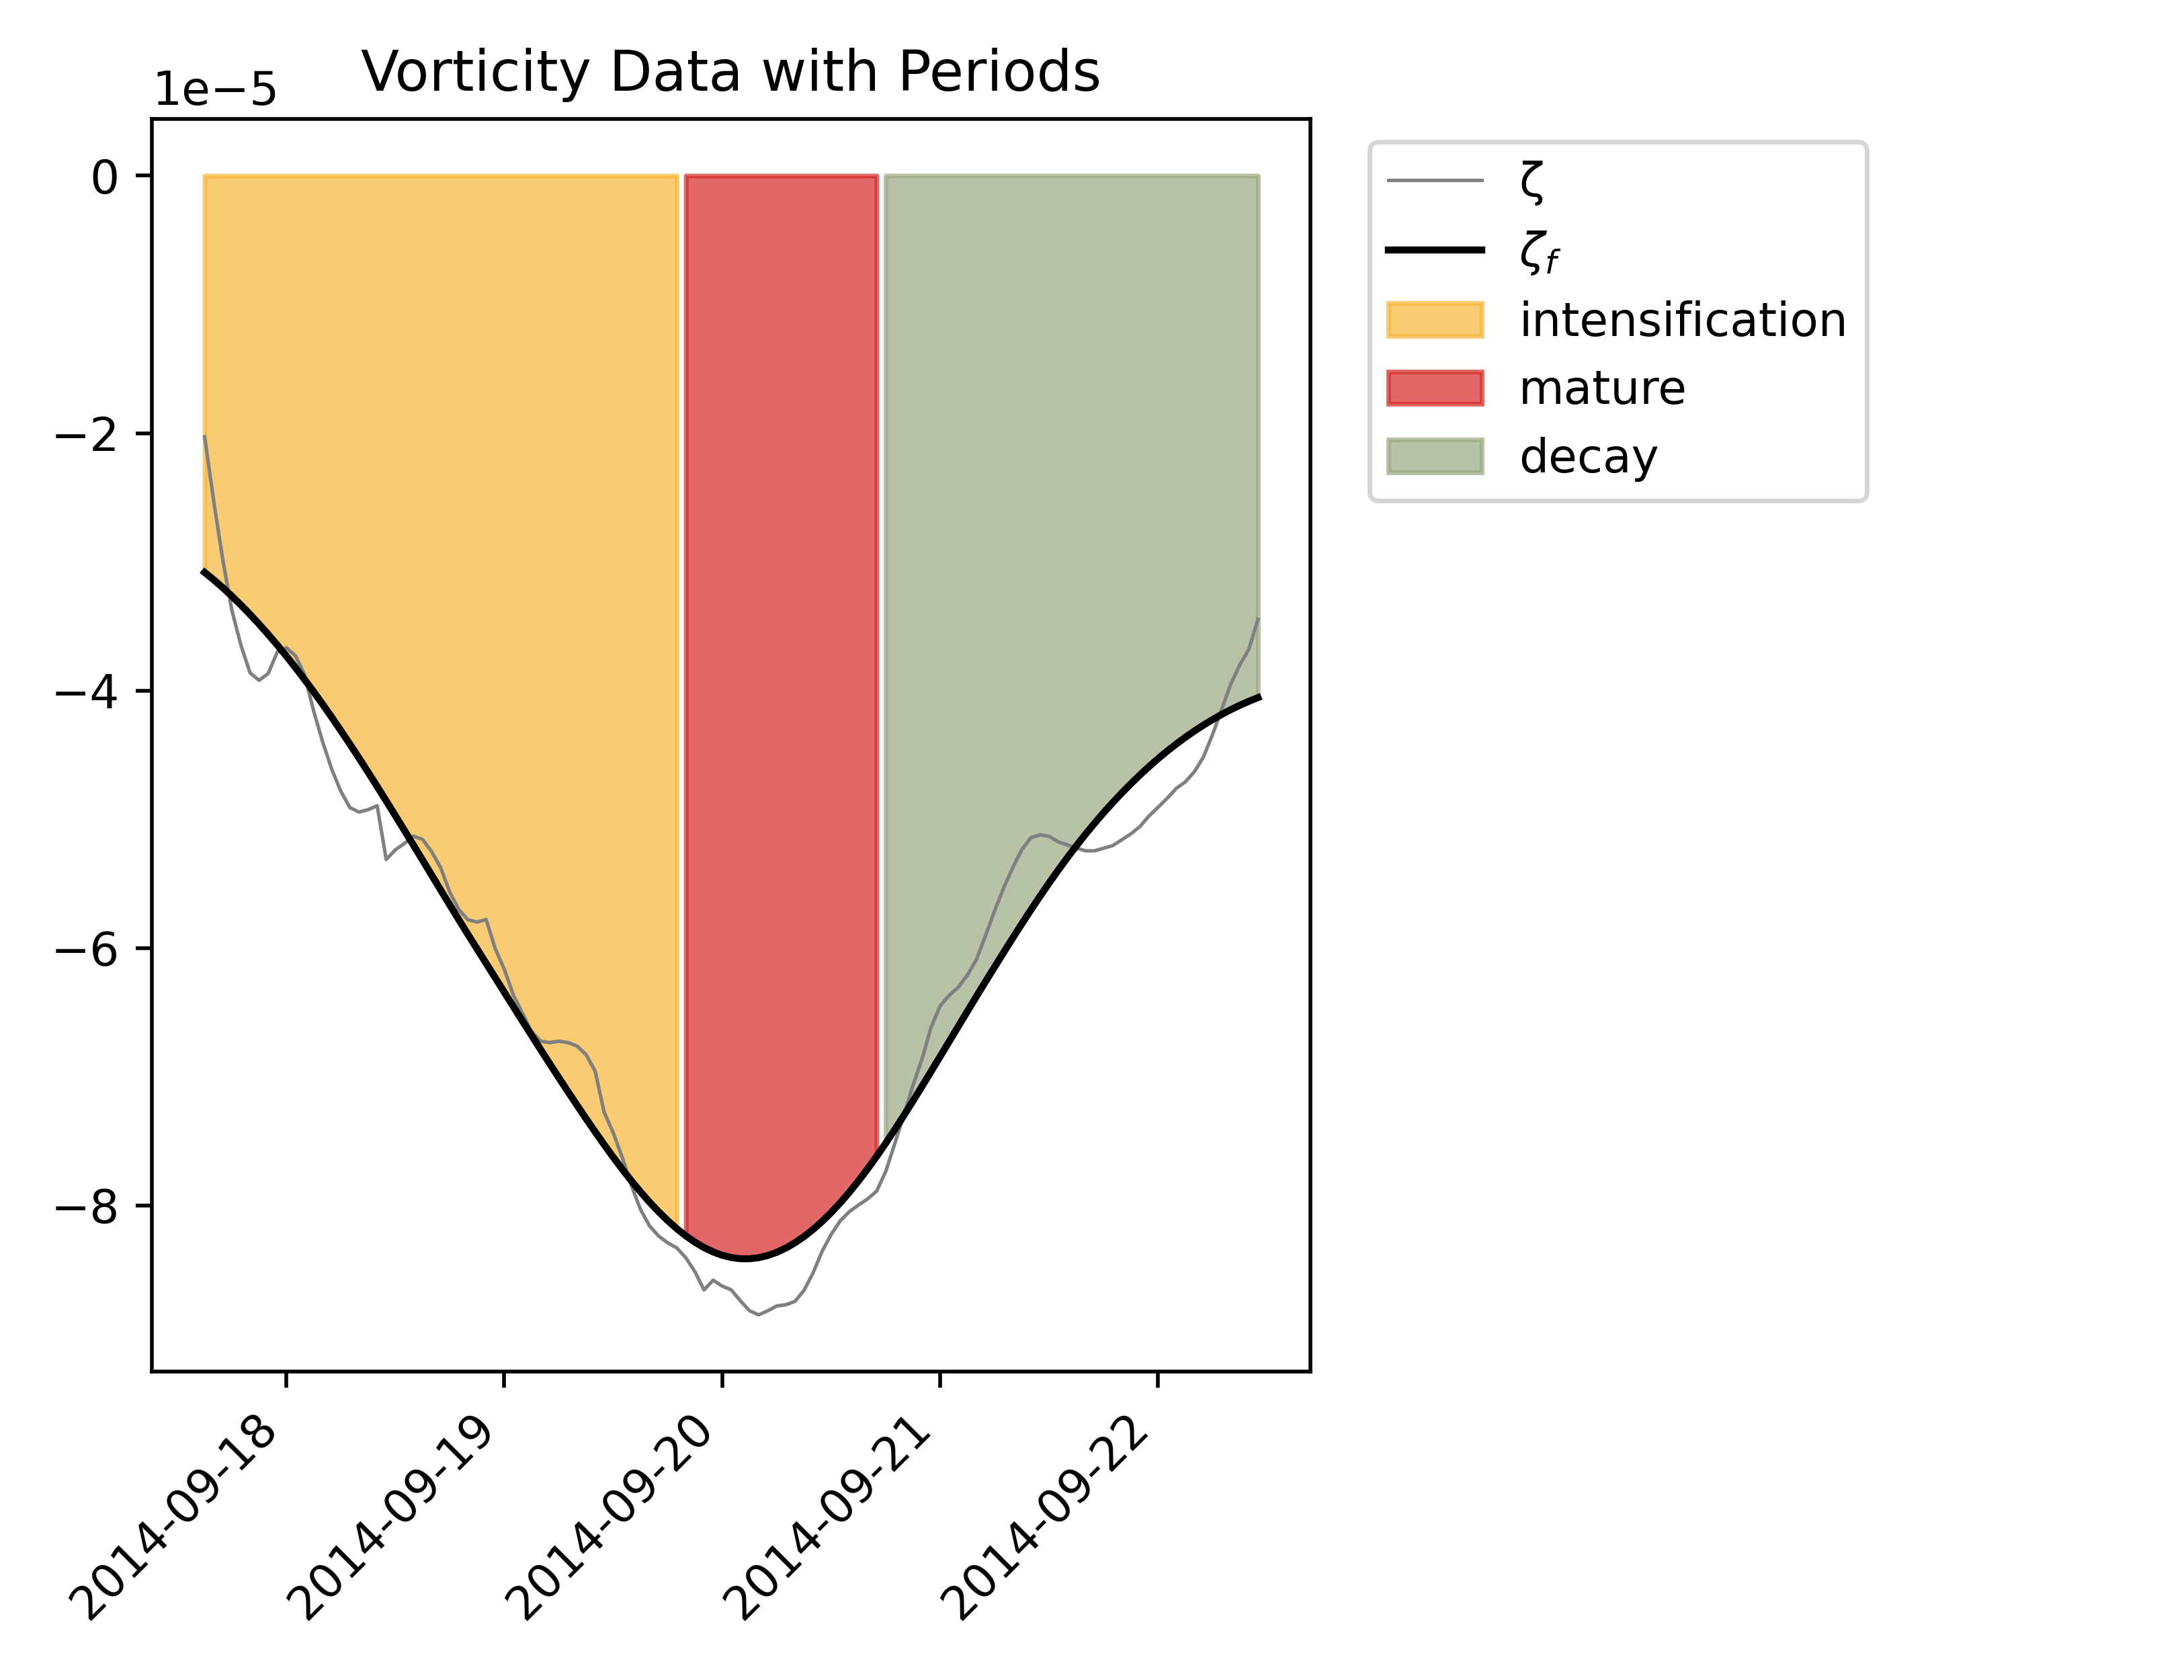 Vorticity Data with Periods
1e−5
0
−2
−4
−6
−8
2014-09-18
2014-09-19
2014-09-20
2014-09-21
2014-09-22
ζ
ζf
intensification
mature
decay